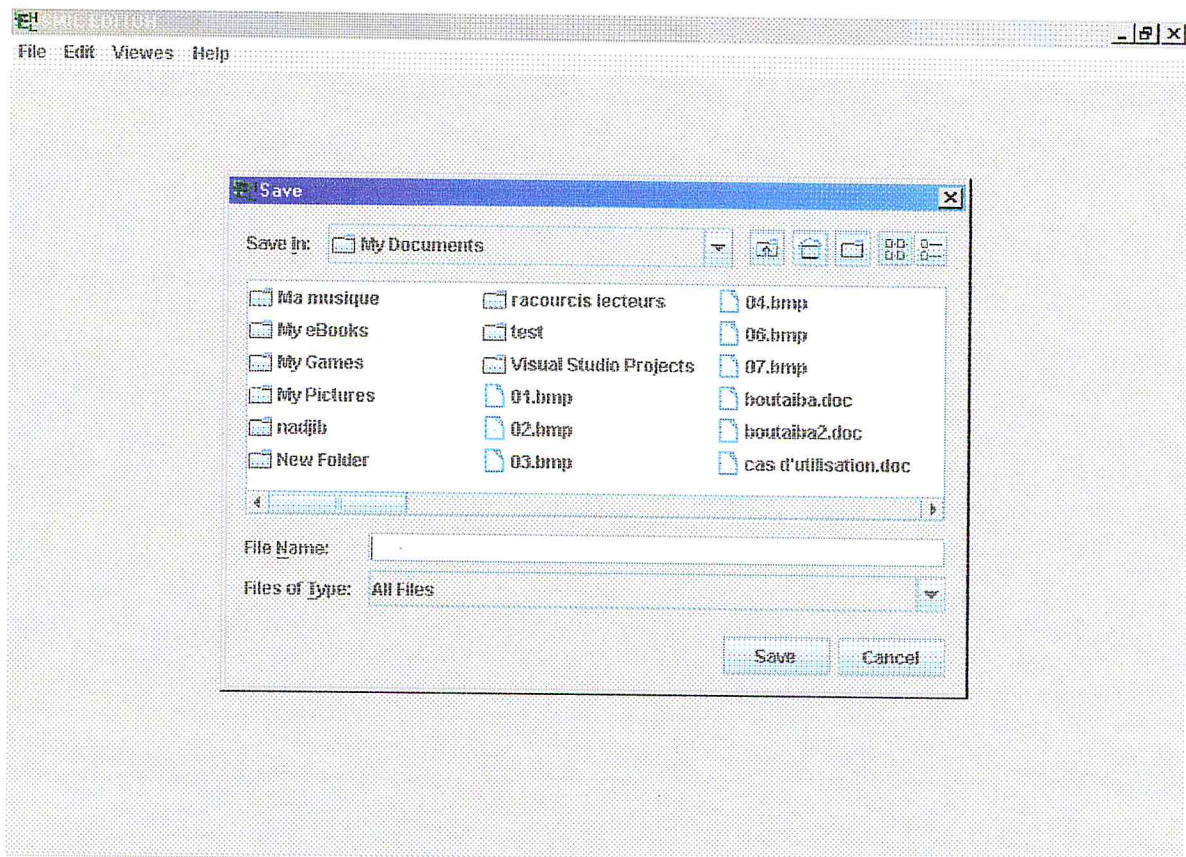 File Edit Viewes Help
Save
Save In: My Documents
Ma musique
My eBooks
My Games
My Pictures
nadjib
New Folder
racourcis lecteurs
test
Visual Studio Projects
01.bmp
02.bmp
03.bmp
04.bmp
06.bmp
07.bmp
boutaiba.doc
boutaiba2.doc
cas d'utilisation.doc
File Name:
Files of Type: All Files
Save Cancel